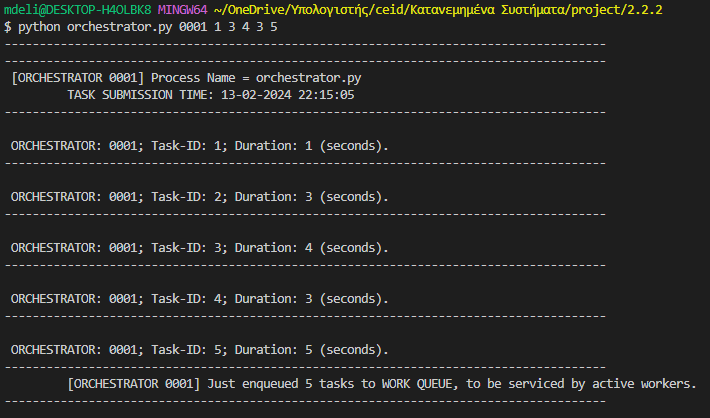 mdeli@DESKTOP-H4OLBK8 MINGW64 ~/OneDrive/Υπολογιστής/ceid/Κατανεμημένα Συστήματα/project/2.2.2
$ python orchestrator.py 0001 1 3 4 3 5
--------------------------------------------------------------------------------------
--------------------------------------------------------------------------------------
[ORCHESTRATOR 0001] Process Name = orchestrator.py
TASK SUBMISSION TIME: 13-02-2024 22:15:05
--------------------------------------------------------------------------------------
ORCHESTRATOR: 0001; Task-ID: 1; Duration: 1 (seconds).
--------------------------------------------------------------------------------------
ORCHESTRATOR: 0001; Task-ID: 2; Duration: 3 (seconds).
--------------------------------------------------------------------------------------
ORCHESTRATOR: 0001; Task-ID: 3; Duration: 4 (seconds).
--------------------------------------------------------------------------------------
ORCHESTRATOR: 0001; Task-ID: 4; Duration: 3 (seconds).
--------------------------------------------------------------------------------------
ORCHESTRATOR: 0001; Task-ID: 5; Duration: 5 (seconds).
--------------------------------------------------------------------------------------
[ORCHESTRATOR 0001] Just enqueued 5 tasks to WORK QUEUE, to be serviced by active workers.
--------------------------------------------------------------------------------------